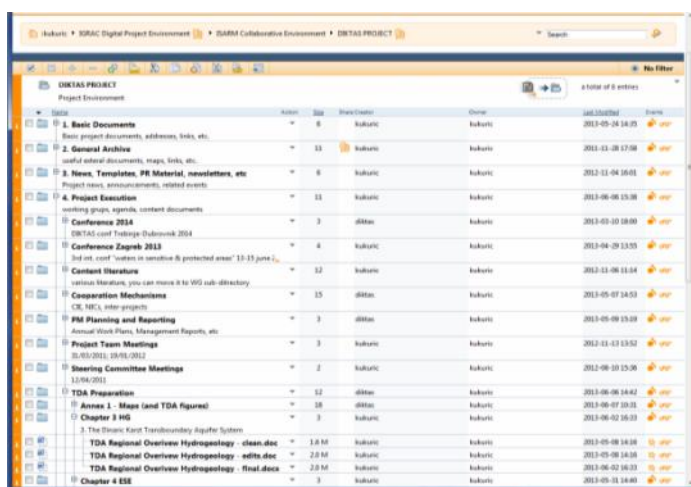 kukuric IGRAC Digital Project Environment ISARM Collaborative Environment DIKTAS PROJECT Search
No filter
DIKTAS PROJECT a total of 8 entries
Project Environment
Name Action Size Share Creator Owner Last Modified Events
1. Basic Documents 6 kukuric kukuric 2013-05-24 14:35
Basic project documents, addresses, links, etc.
2. General Archive 11 kukuric kukuric 2011-11-28 17:08
useful exteral documents, maps, links, etc.
3. News, Templates, PR Material, newsletters, etc 6 kukuric kukuric 2012-11-04 16:01
Project news, announcements, related events
4. Project Execution 11 kukuric kukuric 2013-06-06 15:38
working grups, agenda, content documents
Conference 2014 3 diktas kukuric 2013-03-10 18:00
DIKTAS conf Trebinje-Dubrovnik 2014
Conference Zagreb 2013 4 kukuric kukuric 2013-04-29 13:55
3rd int. conf "waters in sensitive & protected areas" 13-15 june 2
Content literature 12 kukuric kukuric 2012-11-06 11:14
various literature, you can move it to WG sub-ditrectory
Cooparation Mechanisms 15 diktas kukuric 2013-05-07 14:53
CIE, NICs, inter-projects
PM Planning and Reporting 3 diktas kukuric 2013-05-09 15:19
Annual Work Plans, Management Reports, etc
Project Team Meetings 3 kukuric kukuric 2012-11-13 13:52
31/03/2011; 19/01/2012
Steering Committee Meetings 2 kukuric kukuric 2012-08-10 15:36
12/04/2011
TDA Preparation 12 diktas kukuric 2013-06-06 14:42
Annex 1 - Maps (and TDA figures) 18 diktas kukuric 2013-06-07 10:31
Chapter 3 HG 3 kukuric kukuric 2013-06-02 16:33
3. The Dinaric Karst Transboundary Aquifer System
TDA Regional Overivew Hydrogeology - clean.doc 1.6 M kukuric kukuric 2013-05-08 14:16
TDA Regional Overivew Hydrogeology - edits.doc 2.0 M kukuric kukuric 2013-05-08 14:16
TDA Regional Overivew Hydrogeology - final.docx 2.0 M kukuric kukuric 2013-06-02 16:33
Chapter 4 ESE 3 kukuric kukuric 2013-05-31 14:40